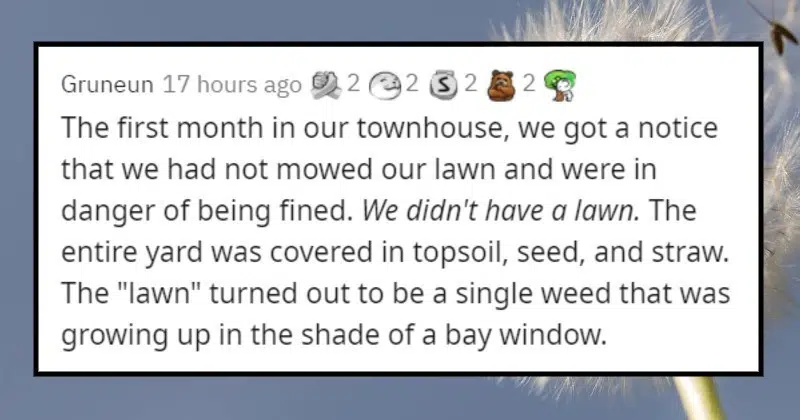 Gruneun 17 hours ago 2 2 2 2
The first month in our townhouse, we got a notice
that we had not mowed our lawn and were in
danger of being fined. We didn't have a lawn. The
entire yard was covered in topsoil, seed, and straw.
The "lawn" turned out to be a single weed that was
growing up in the shade of a bay window.